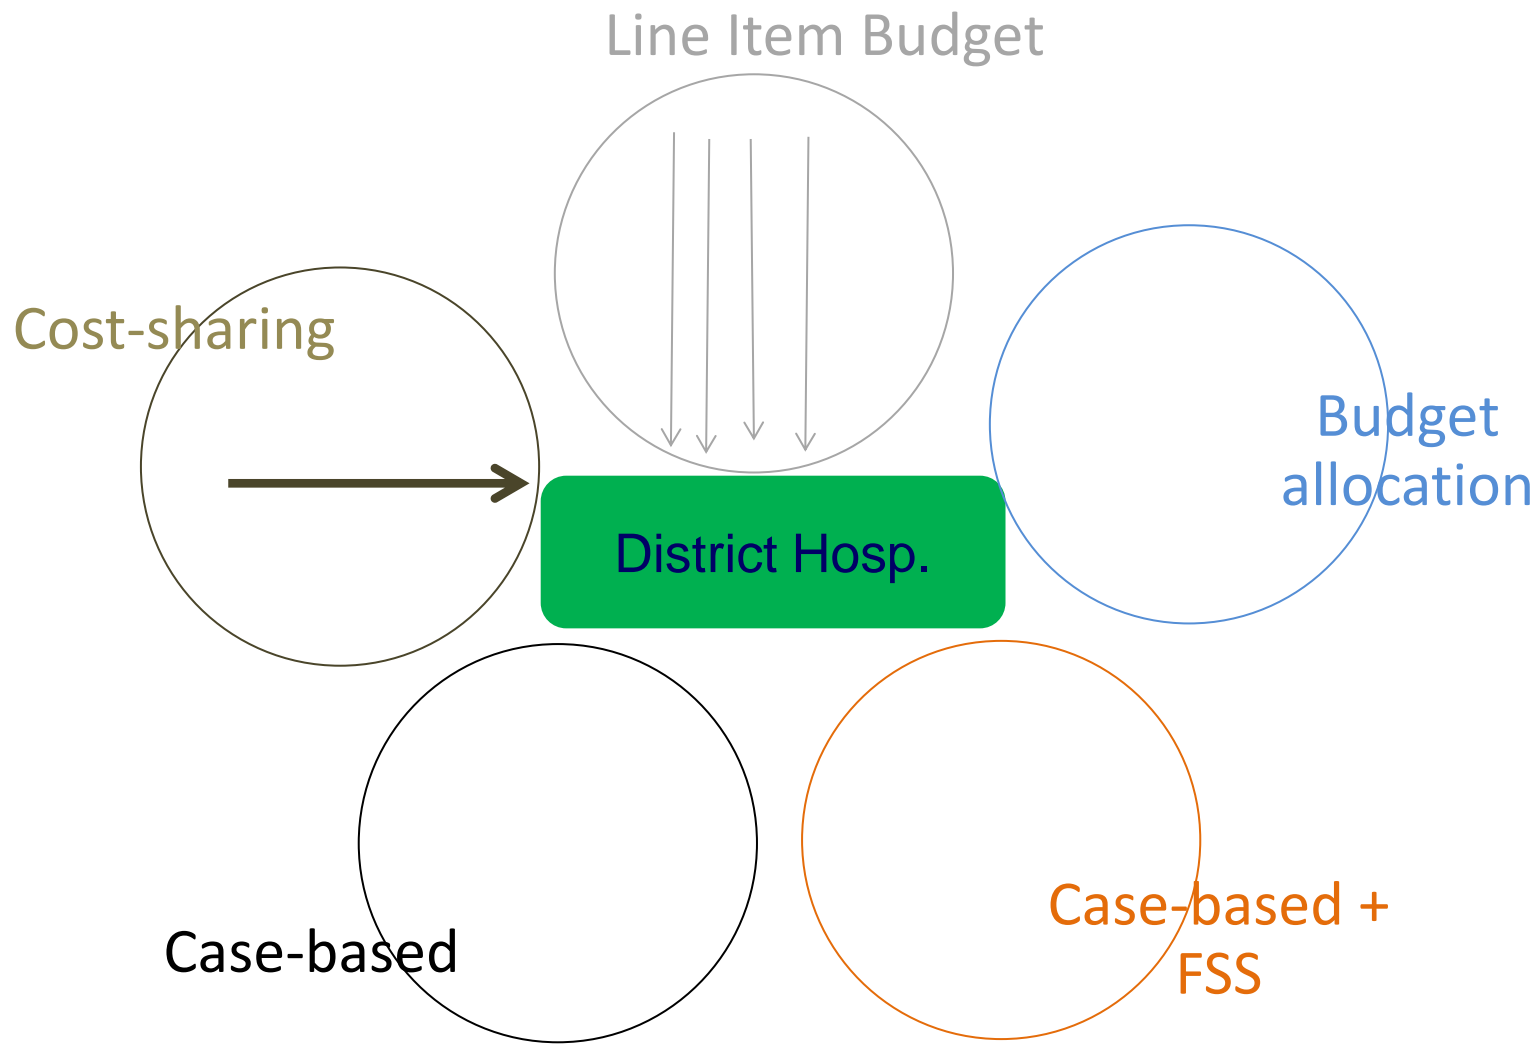 Line Item Budget
Cost-sharing
Budget
allocation
District Hosp.
Case-based +
FSS
Case-based